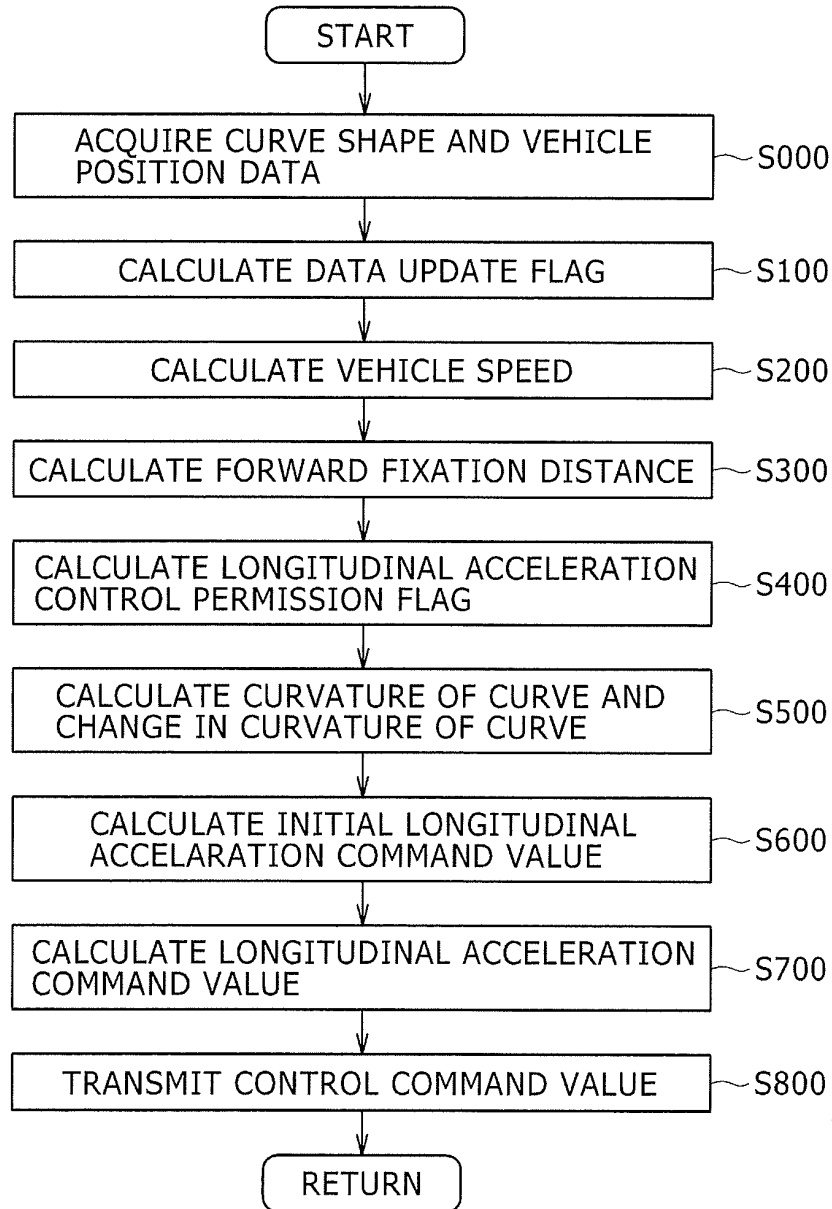 START
ACQUIRE CURVE SHAPE AND VEHICLE
POSITION DATA
S000
CALCULATE DATA UPDATE FLAG
S100
CALCULATE VEHICLE SPEED
S200
CALCULATE FORWARD FIXATION DISTANCE
S300
CALCULATE LONGITUDINAL ACCELERATION
CONTROL PERMISSION FLAG
S400
CALCULATE CURVATURE OF CURVE AND
CHANGE IN CURVATURE OF CURVE
S500
CALCULATE INITIAL LONGITUDINAL
ACCELARATION COMMAND VALUE
S600
CALCULATE LONGITUDINAL ACCELERATION
COMMAND VALUE
S700
TRANSMIT CONTROL COMMAND VALUE
S800
RETURN